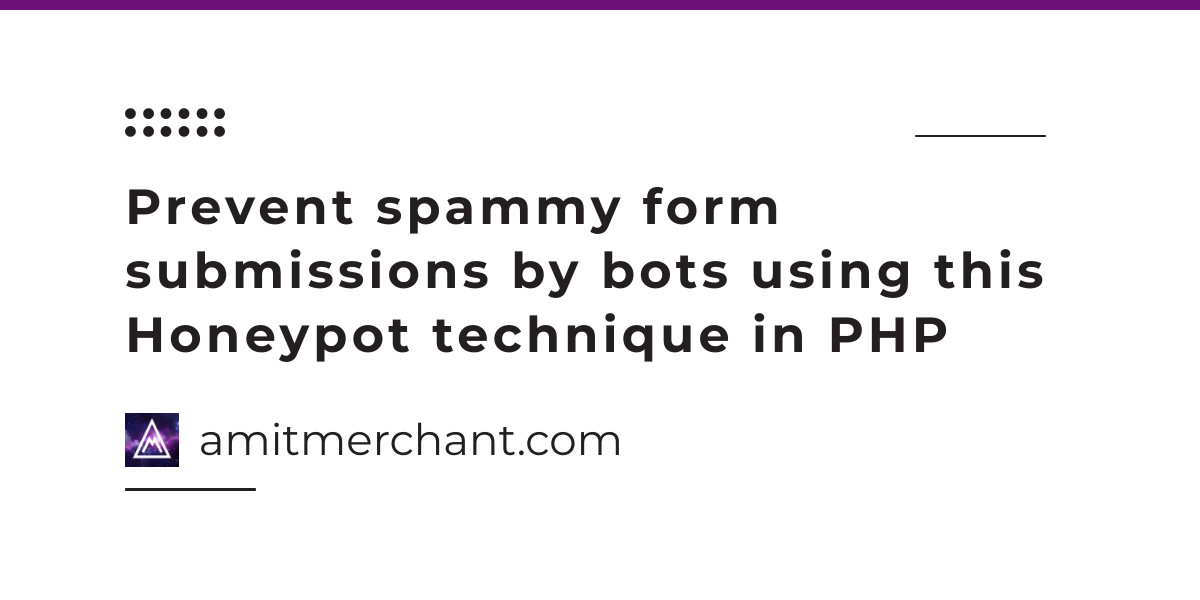 Prevent spammy form
submissions by bots using this
Honeypot technique in PHP
amitmerchant.com